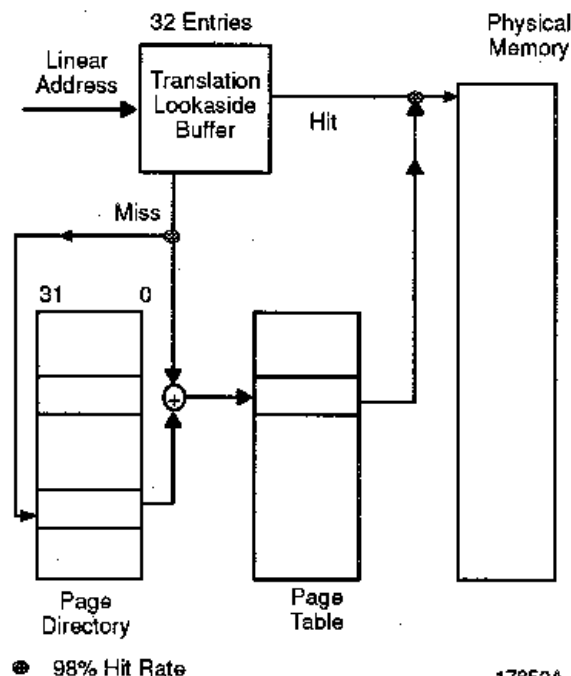 32 Entries
Physical
Memory
Linear
Address
Translation
Lookaside
Buffer
Hit
Miss
31 0
Page
Directory
Page
Table
98% Hit Rate